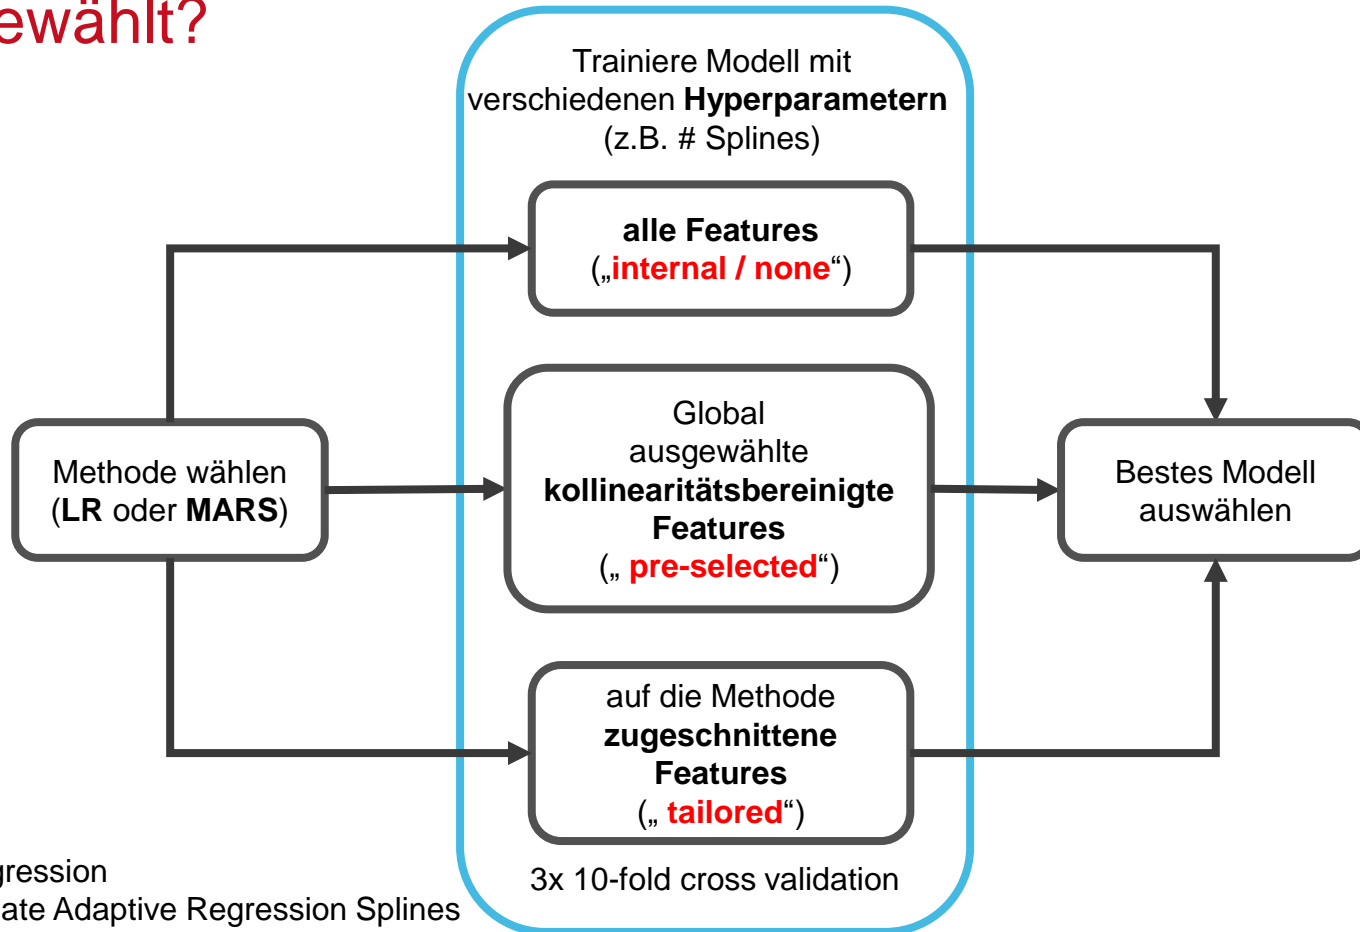 ewählt?
Trainiere Modell mit
verschiedenen Hyperparametern
(z.B. # Splines)
alle Features
(„internal / none“)
Methode wählen
(LR oder MARS)
Global
ausgewählte
kollinearitätsbereinigte
Features
(„ pre-selected“)
Bestes Modell
auswählen
auf die Methode
zugeschnittene
Features
(„ tailored“)
3x 10-fold cross validation
gression
ate Adaptive Regression Splines